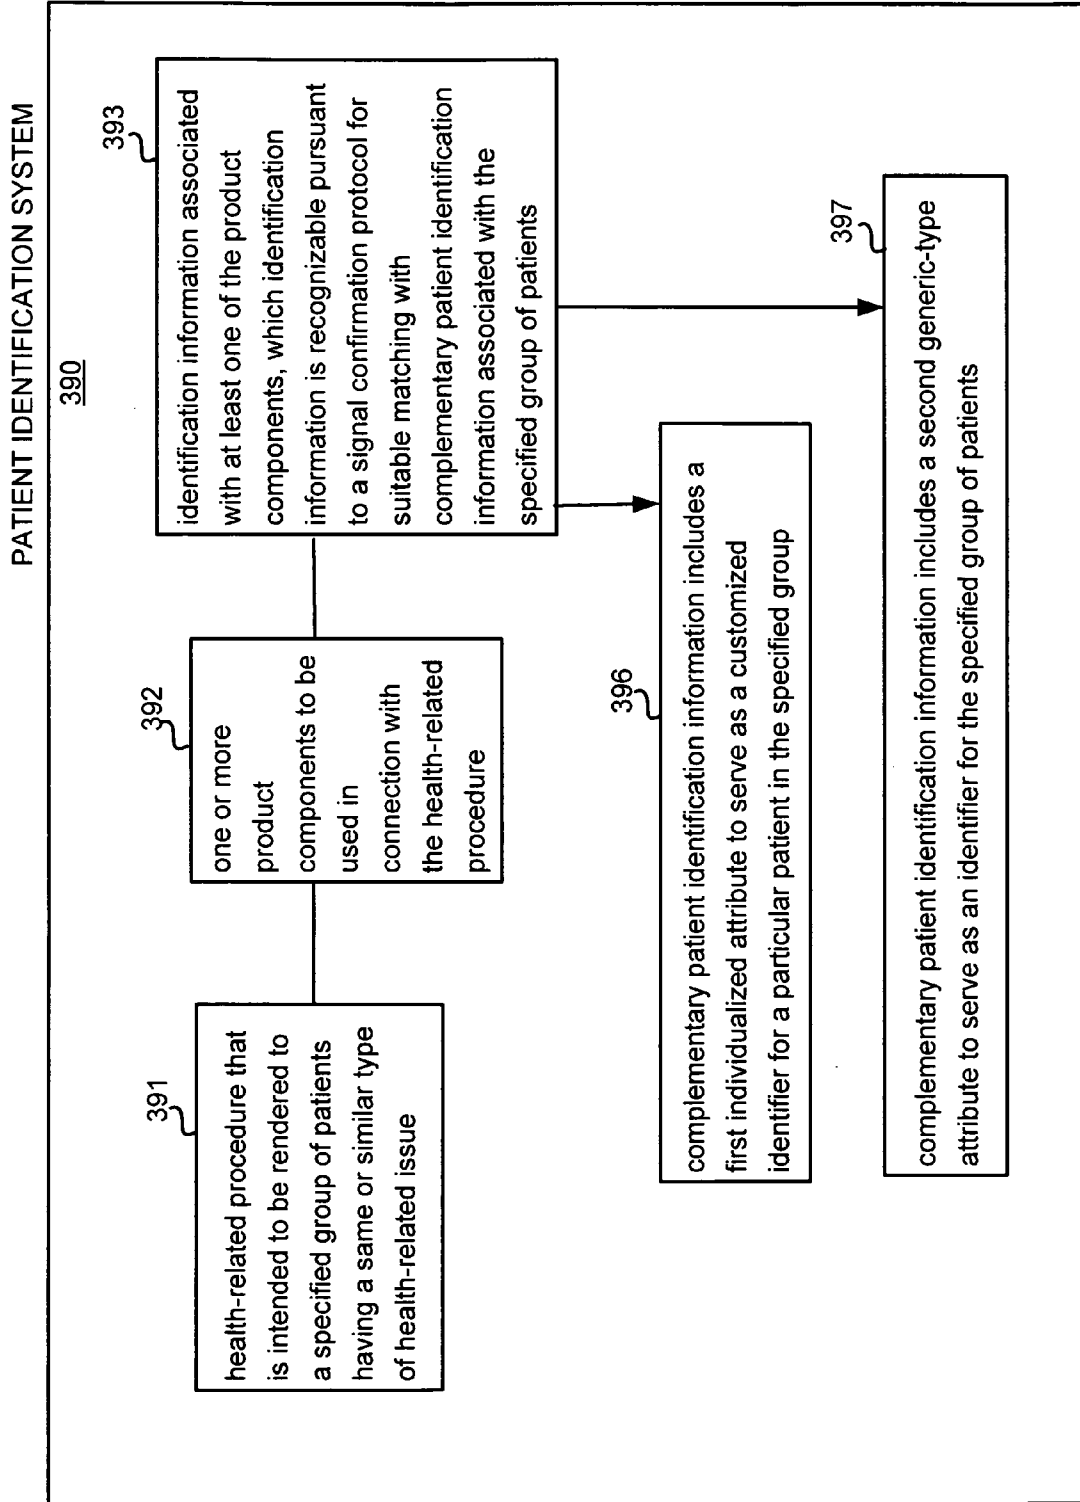 PATIENT IDENTIFICATION SYSTEM
390
391
health-related procedure that
is intended to be rendered to
a specified group of patients
having a same or similar type
of health-related issue
392
one or more
product
components to be
used in
connection with
the health-related
procedure
393
identification information associated
with at least one of the product
components, which identification
information is recognizable pursuant
to a signal confirmation protocol for
suitable matching with
complementary patient identification
information associated with the
specified group of patients
396
complementary patient identification information includes a
first individualized attribute to serve as a customized
identifier for a particular patient in the specified group
397
complementary patient identification information includes a second generic-type
attribute to serve as an identifier for the specified group of patients